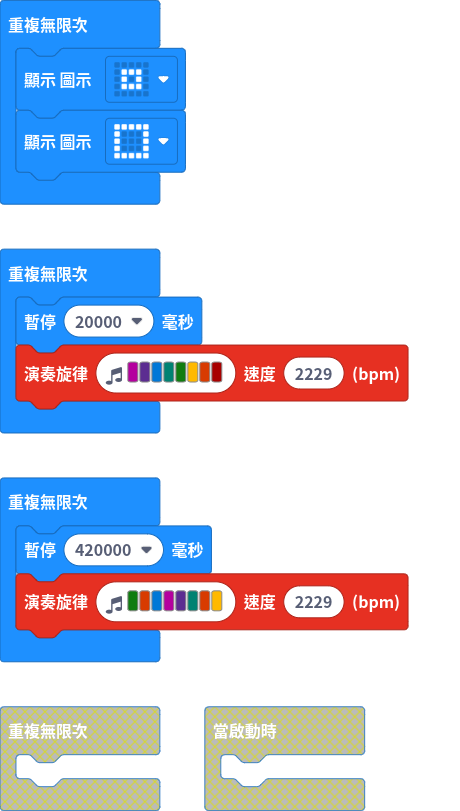 重複無限次
顯示 圖示
顯示 圖示
重複無限次
暫停 20000 毫秒
演奏旋律 速度 2229 (bpm)
重複無限次
暫停 420000 毫秒
演奏旋律 速度 2229 (bpm)
重複無限次 當啟動時